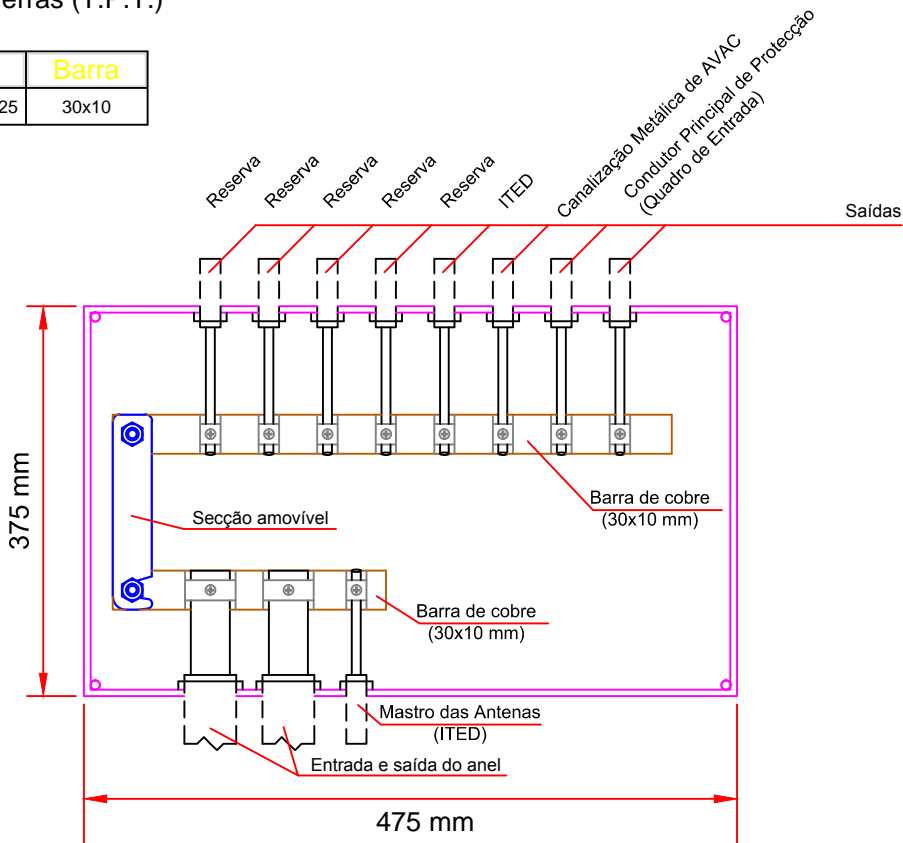 erras (T.P.T.)
Barra
25
30x10
Reserva
Reserva
Reserva
Reserva
Reserva
ITED
Canalização Metálica de AVAC
Condutor Principal de Protecção
(Quadro de Entrada)
Saídas
375 mm
Secção amovível
Barra de cobre
(30x10 mm)
Barra de cobre
(30x10 mm)
Mastro das Antenas
(ITED)
Entrada e saída do anel
475 mm